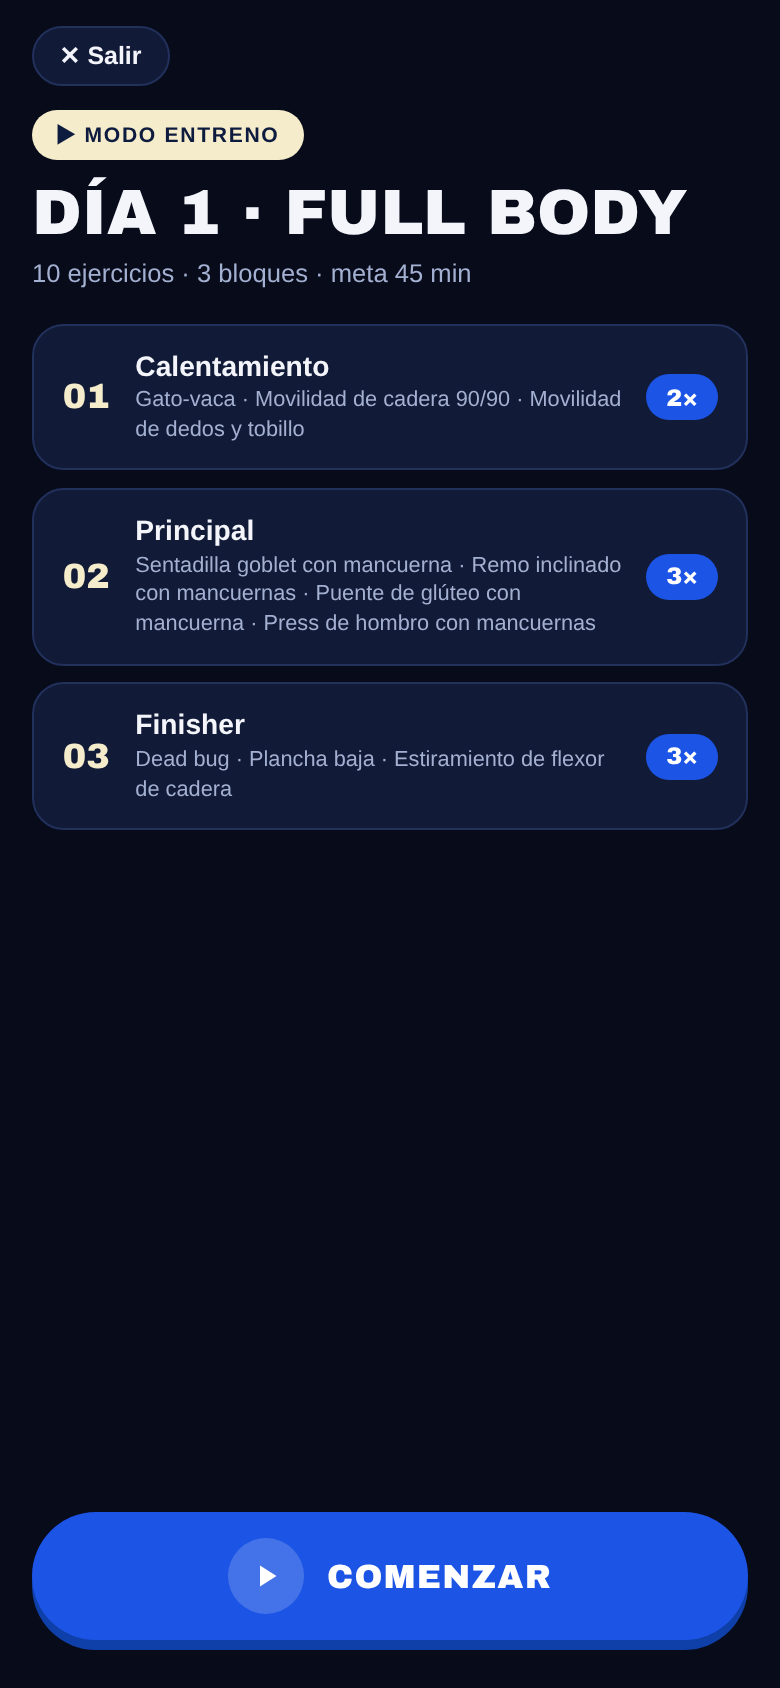 ✕ Salir
▶ MODO ENTRENO
DÍA 1 · FULL BODY
10 ejercicios · 3 bloques · meta 45 min
01
Calentamiento
Gato-vaca · Movilidad de cadera 90/90 · Movilidad
de dedos y tobillo
2×
02
Principal
Sentadilla goblet con mancuerna · Remo inclinado
con mancuernas · Puente de glúteo con
mancuerna · Press de hombro con mancuernas
3×
03
Finisher
Dead bug · Plancha baja · Estiramiento de flexor
de cadera
3×
COMENZAR